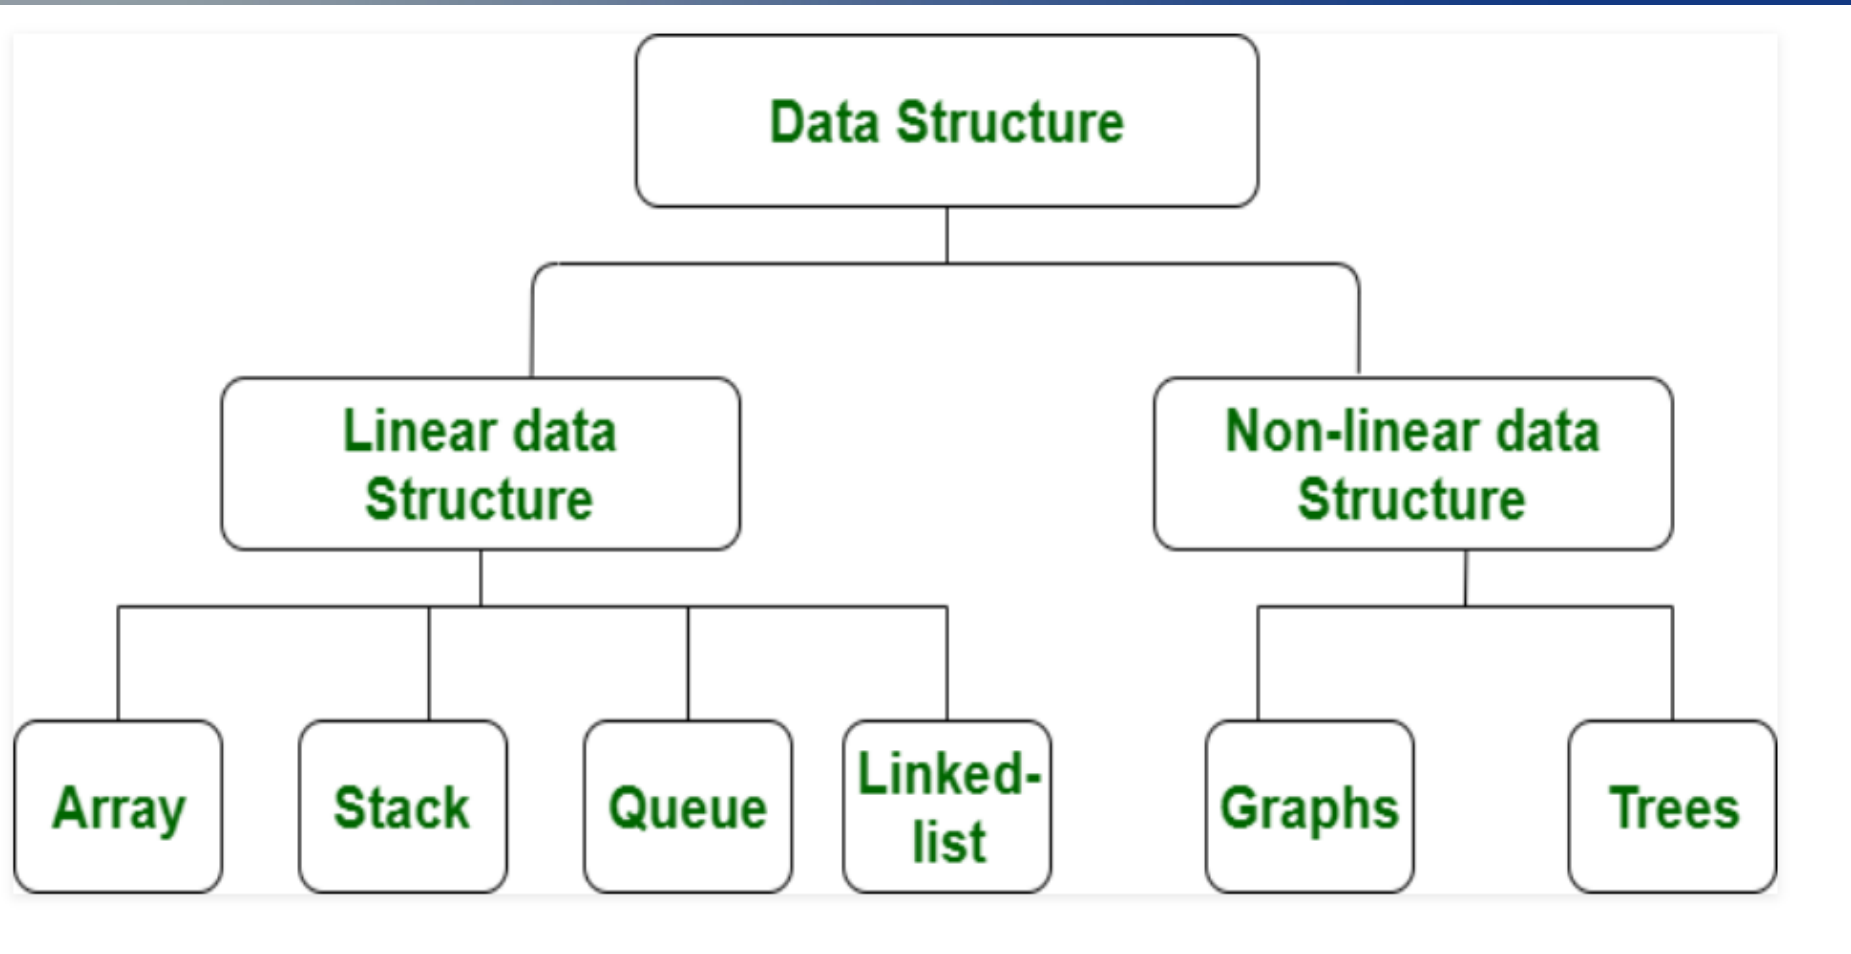 Data Structure
Linear data
Structure
Non-linear data
Structure
Array
Stack
Queue
Linked-
list
Graphs
Trees